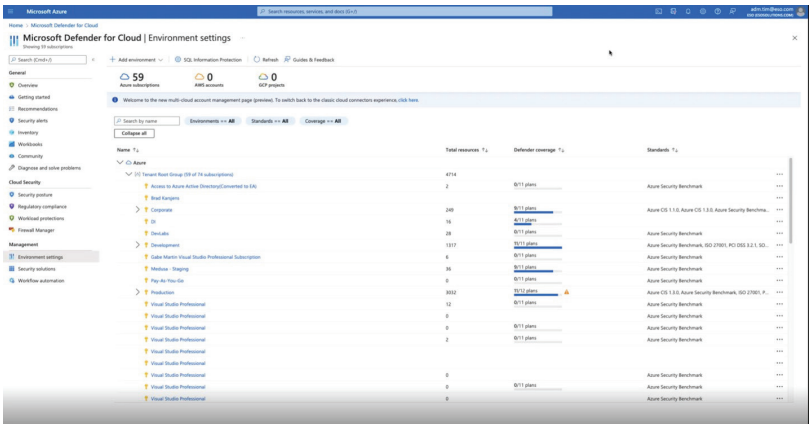 Microsoft Azure
Search resources, services, and docs (G+/)
Home > Microsoft Defender for Cloud
Microsoft Defender for Cloud | Environment settings
Showing 59 subscriptions
Search (Cmd+/)
General
Overview
Getting started
Recommendations
Security alerts
Inventory
Workbooks
Community
Diagnose and solve problems
Cloud Security
Security posture
Regulatory compliance
Workload protections
Firewall Manager
Management
Environment settings
Security solutions
Workflow automation
Add environment
SQL Information Protection
Refresh
Guides & Feedback
59
Azure subscriptions
0
AWS accounts
0
GCP projects
Welcome to the new multi-cloud account management page (preview). To switch back to the classic cloud connectors experience, click here.
Search by name
Environments == All
Standards == All
Coverage == All
Collapse all
Name Total resources Defender coverage Standards
Azure
Tenant Root Group (59 of 74 subscriptions) 4714
Access to Azure Active Directory(Converted to EA) 2 0/11 plans Azure Security Benchmark
Brad Kanjens
Corporate 249 9/11 plans Azure CIS 1.1.0, Azure CIS 1.3.0, Azure Security Benchma..
DI 16 4/11 plans
DevLabs 28 0/11 plans Azure Security Benchmark
Development 1317 11/11 plans Azure Security Benchmark, ISO 27001, PCI DSS 3.2.1, SO..
Gabe Martin Visual Studio Professional Subscription 6 0/11 plans Azure Security Benchmark
Medusa - Staging 36 9/11 plans Azure Security Benchmark
Pay-As-You-Go 0 0/11 plans Azure Security Benchmark
Production 3032 11/12 plans Azure CIS 1.3.0, Azure Security Benchmark, ISO 27001, P..
Visual Studio Professional 12 0/11 plans Azure Security Benchmark
Visual Studio Professional 0 Azure Security Benchmark
Visual Studio Professional 0 0/11 plans Azure Security Benchmark
Visual Studio Professional 2 0/11 plans Azure Security Benchmark
Visual Studio Professional
Visual Studio Professional
Visual Studio Professional 0 Azure Security Benchmark
Visual Studio Professional 0 0/11 plans Azure Security Benchmark
Visual Studio Professional 0 Azure Security Benchmark